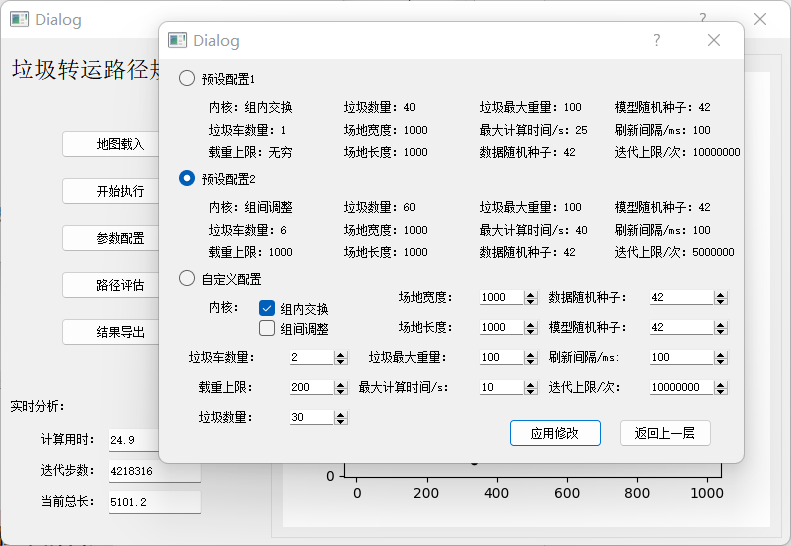 Dialog
?
垃圾转运路径
地图载入
开始执行
参数配置
路径评估
结果导出
实时分析:
计算用时: 24.9
迭代步数: 4218316
当前总长: 5101.2
Dialog
?
预设配置1
内核: 组内交换 垃圾数量: 40 垃圾最大重量: 100 模型随机种子: 42
垃圾车数量: 1 场地宽度: 1000 最大计算时间/s: 25 刷新间隔/ms: 100
载重上限: 无穷 场地长度: 1000 数据随机种子: 42 迭代上限/次: 10000000
预设配置2
内核: 组间调整 垃圾数量: 60 垃圾最大重量: 100 模型随机种子: 42
垃圾车数量: 6 场地宽度: 1000 最大计算时间/s: 40 刷新间隔/ms: 100
载重上限: 1000 场地长度: 1000 数据随机种子: 42 迭代上限/次: 5000000
自定义配置
内核: 组内交换 场地宽度: 1000 数据随机种子: 42
组间调整 场地长度: 1000 模型随机种子: 42
垃圾车数量: 2 垃圾最大重量: 100 刷新间隔/ms: 100
载重上限: 200 最大计算时间/s: 10 迭代上限/次: 10000000
垃圾数量: 30
应用修改 返回上一层
0
0 200 400 600 800 1000